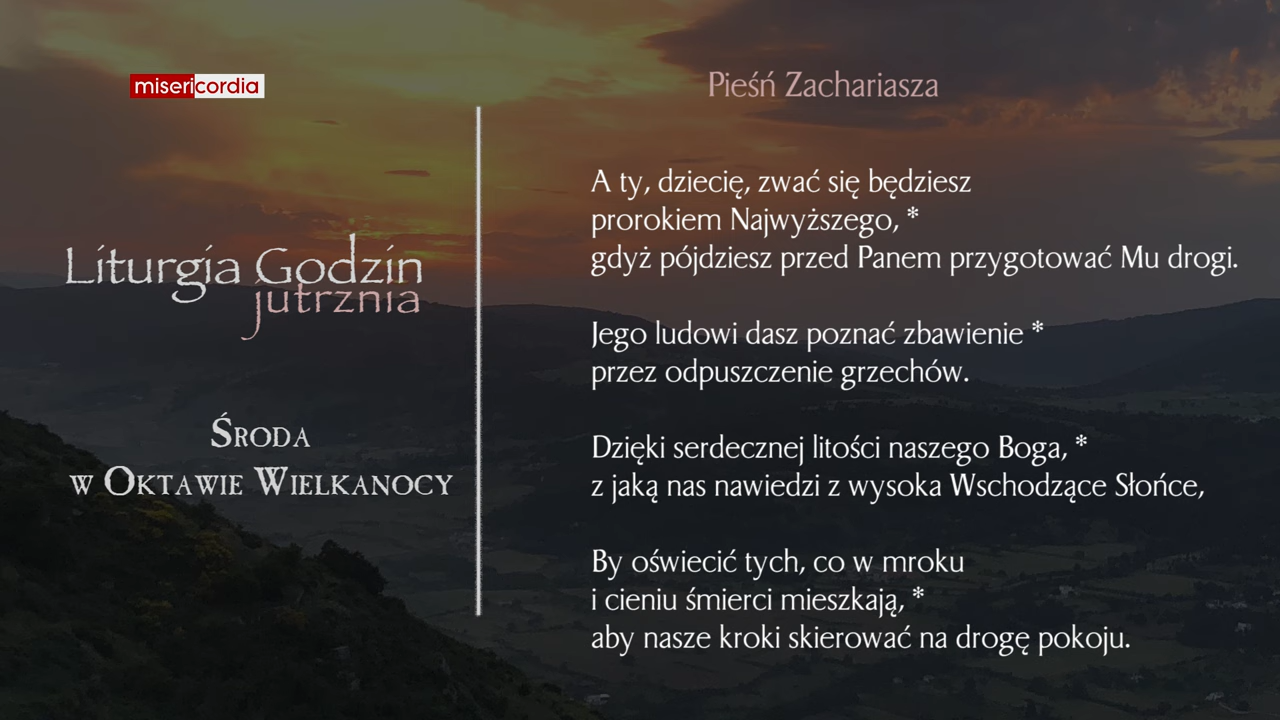 misericordia
Liturgia Godzin
jutrznia
Środa
w Oktawie Wielkanocy
Pieśń Zachariasza
A ty, dziecię, zwać się będziesz
prorokiem Najwyższego, *
gdyż pójdziesz przed Panem przygotować Mu drogi.
Jego ludowi dasz poznać zbawienie *
przez odpuszczenie grzechów.
Dzięki serdecznej litości naszego Boga, *
z jaką nas nawiedzi z wysoka Wschodzące Słońce,
By oświecić tych, co w mroku
i cieniu śmierci mieszkają, *
aby nasze kroki skierować na drogę pokoju.